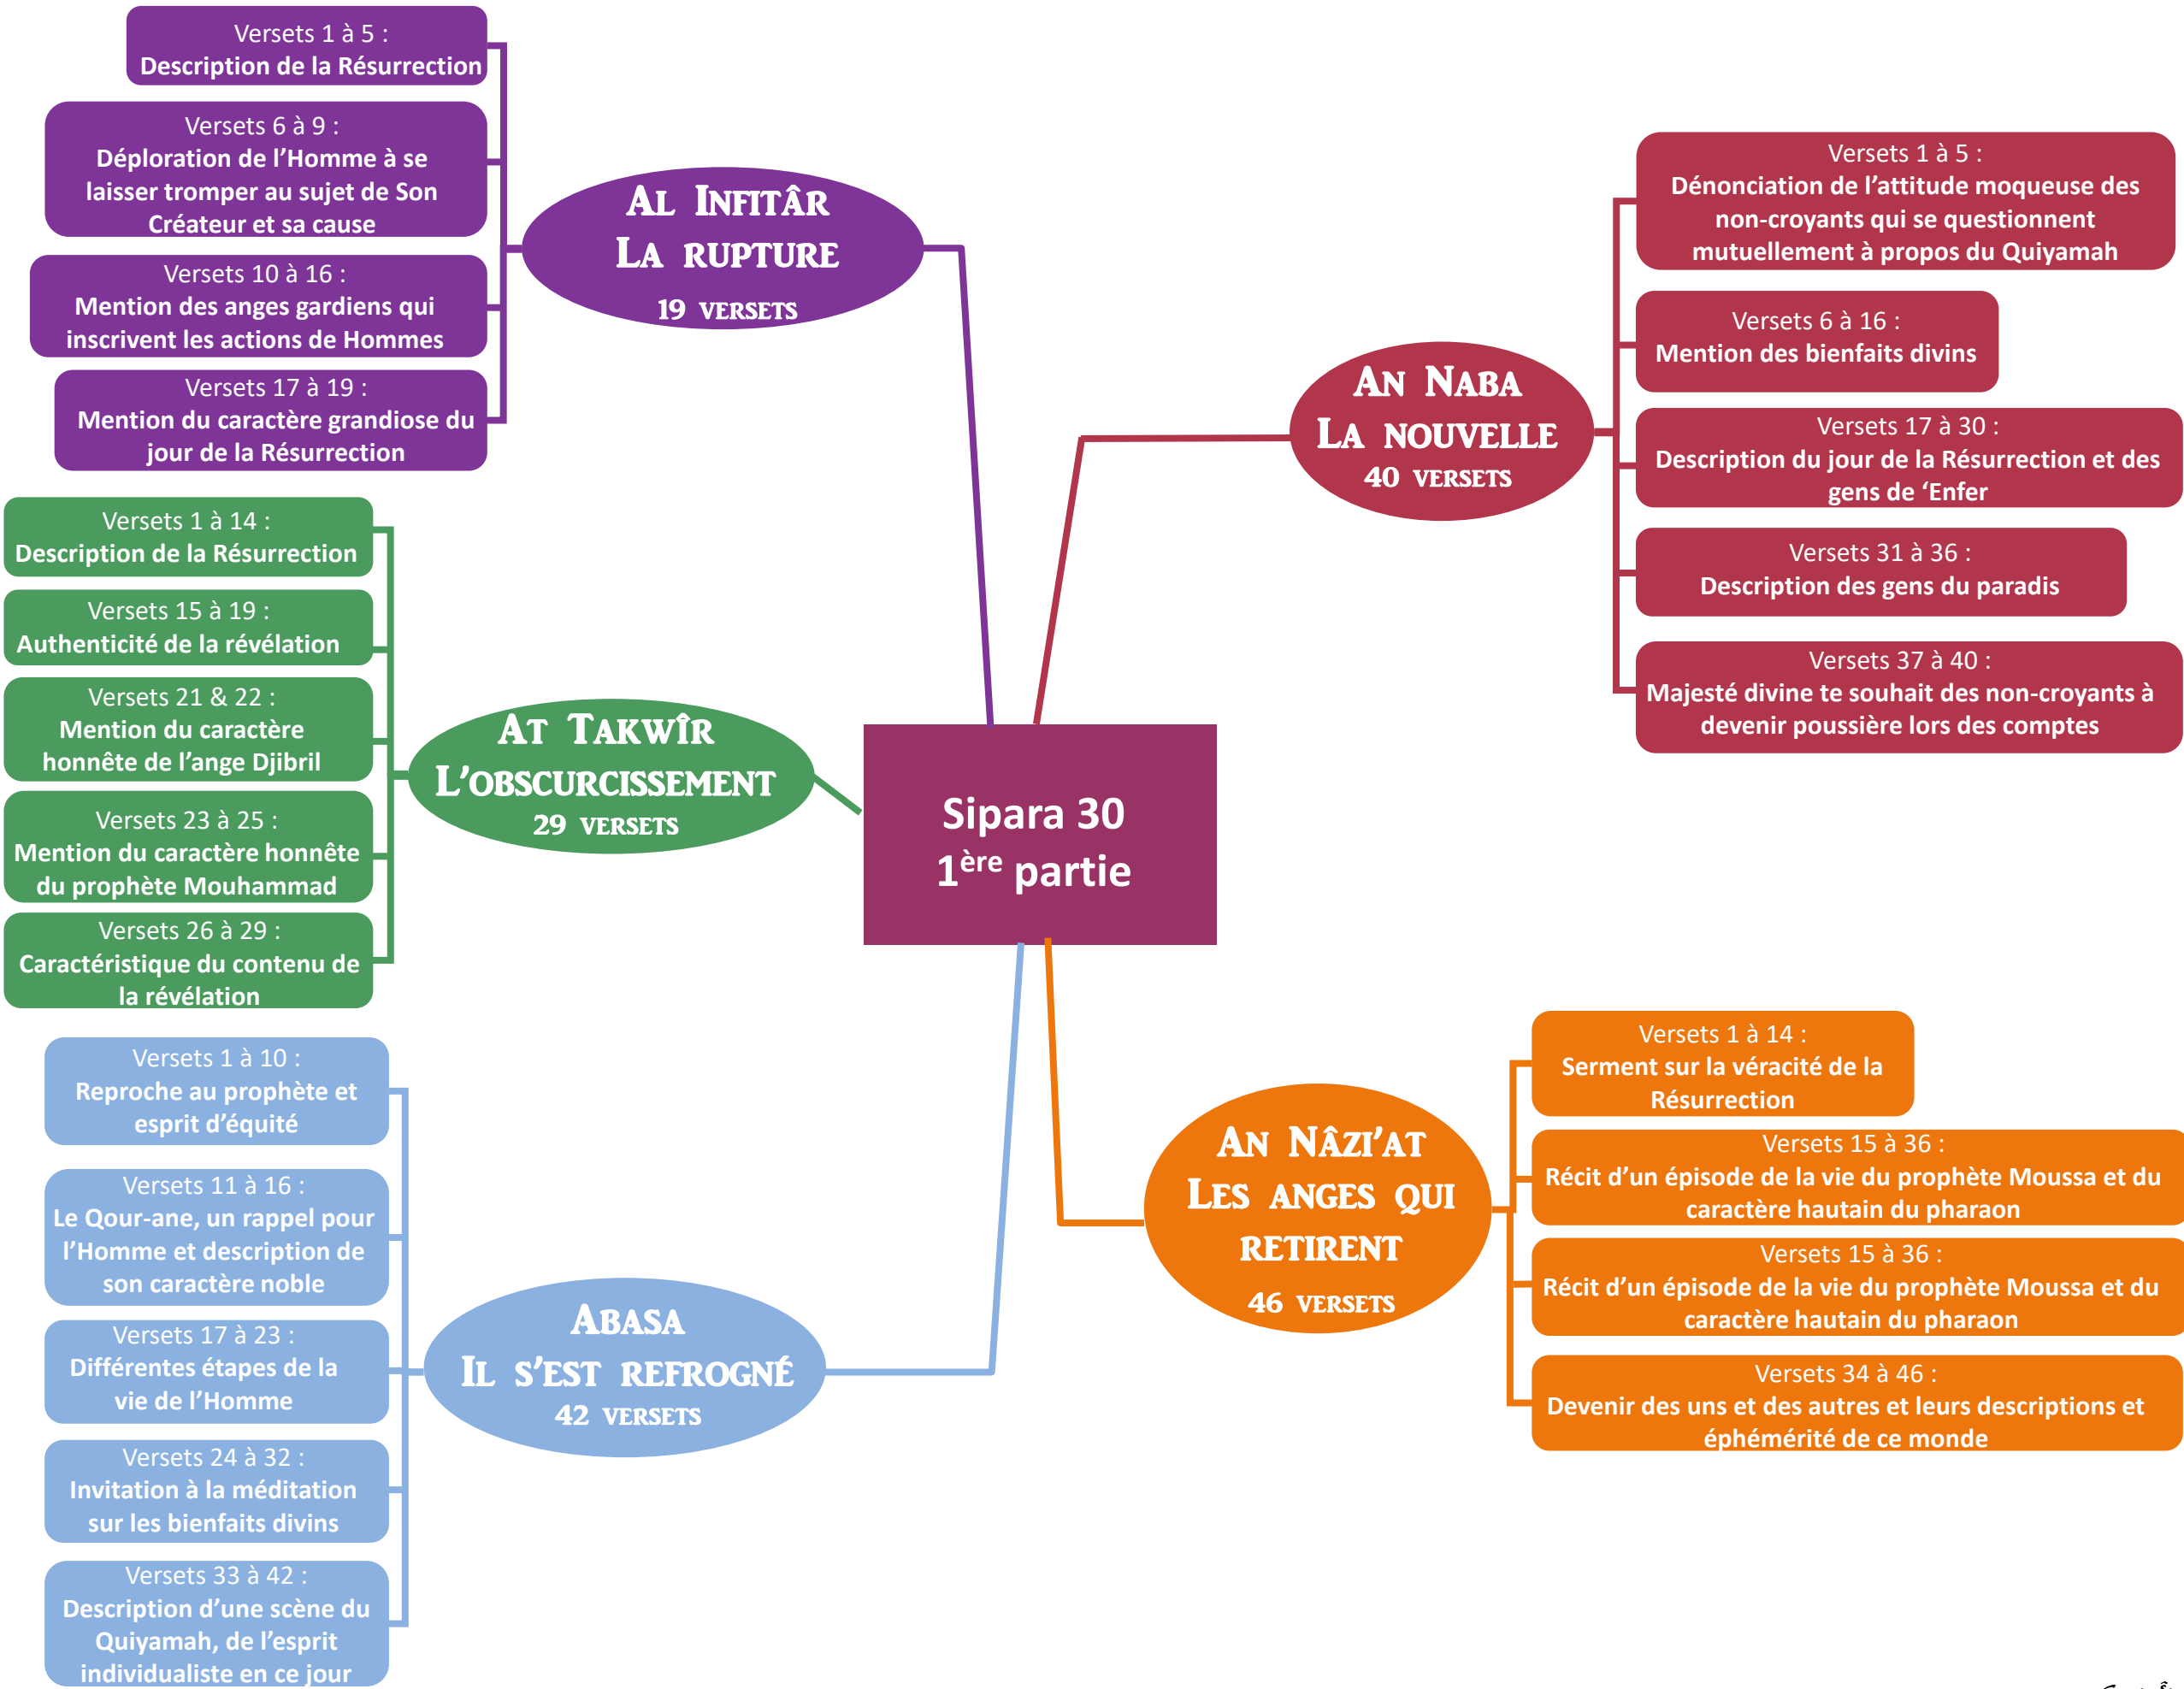 Sipara 30
1ère partie
AN NABA
LA NOUVELLE
40 VERSETS
Versets 1 à 5 :
Dénonciation de l’attitude moqueuse des
non-croyants qui se questionnent
mutuellement à propos du Quiyamah
Versets 6 à 16 :
Mention des bienfaits divins
Versets 17 à 30 :
Description du jour de la Résurrection et des
gens de ‘Enfer
Versets 31 à 36 :
Description des gens du paradis
Versets 37 à 40 :
Majesté divine te souhait des non-croyants à
devenir poussière lors des comptes
AN NÂZI’AT
LES ANGES QUI
RETIRENT
46 VERSETS
Versets 1 à 14 :
Serment sur la véracité de la
Résurrection
Versets 15 à 36 :
Récit d’un épisode de la vie du prophète Moussa et du
caractère hautain du pharaon
Versets 15 à 36 :
Récit d’un épisode de la vie du prophète Moussa et du
caractère hautain du pharaon
Versets 34 à 46 :
Devenir des uns et des autres et leurs descriptions et
éphémérité de ce monde
ABASA
IL S’EST REFROGNÉ
42 VERSETS
Versets 1 à 10 :
Reproche au prophète et
esprit d’équité
Versets 11 à 16 :
Le Qour-ane, un rappel pour
l’Homme et description de
son caractère noble
Versets 17 à 23 :
Différentes étapes de la
vie de l’Homme
Versets 24 à 32 :
Invitation à la méditation
sur les bienfaits divins
Versets 33 à 42 :
Description d’une scène du
Quiyamah, de l’esprit
individualiste en ce jour
AT TAKWÎR
L’OBSCURCISSEMENT
29 VERSETS
Versets 1 à 14 :
Description de la Résurrection
Versets 15 à 19 :
Authenticité de la révélation
Versets 21 & 22 :
Mention du caractère
honnête de l’ange Djibril
Versets 23 à 25 :
Mention du caractère honnête
du prophète Mouhammad
Versets 26 à 29 :
Caractéristique du contenu de
la révélation
AL INFITÂR
LA RUPTURE
19 VERSETS
Versets 1 à 5 :
Description de la Résurrection
Versets 6 à 9 :
Déploration de l’Homme à se
laisser tromper au sujet de Son
Créateur et sa cause
Versets 10 à 16 :
Mention des anges gardiens qui
inscrivent les actions de Hommes
Versets 17 à 19 :
Mention du caractère grandiose du
jour de la Résurrection